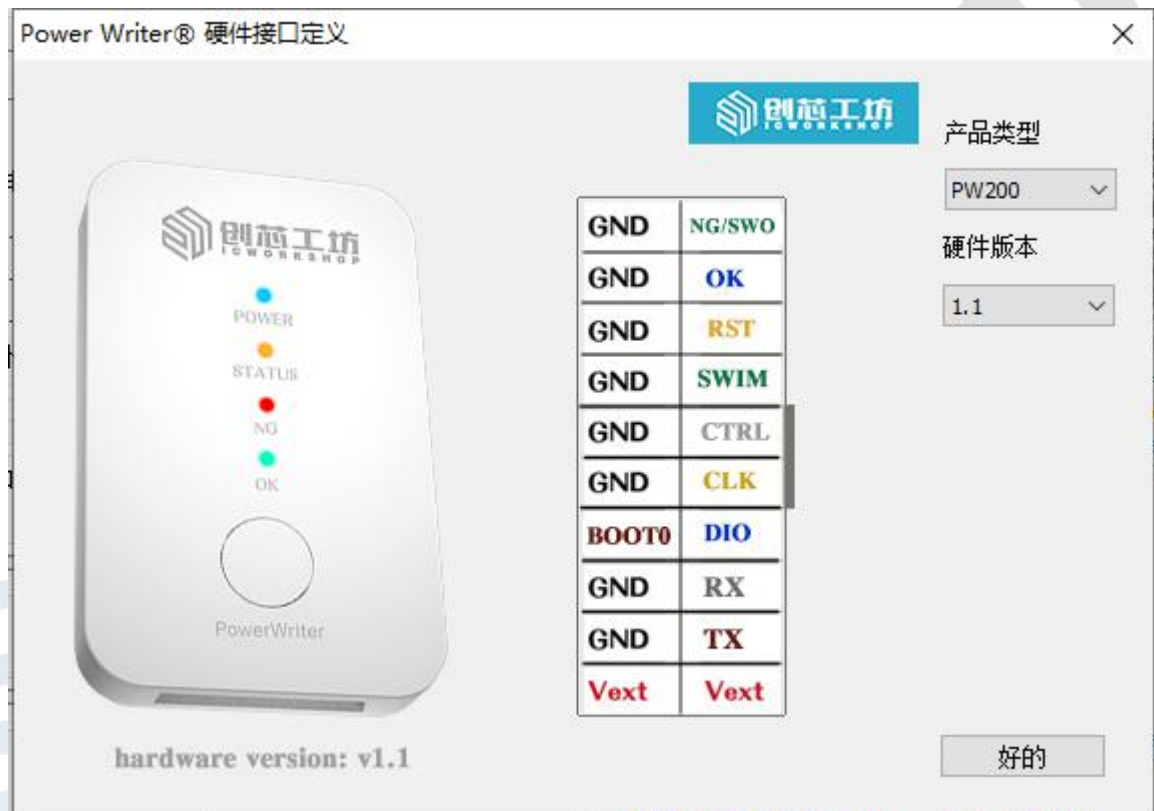 Power Writer® 硬件接口定义
创芯工坊
ICWORKSHOP
产品类型
PW200
硬件版本
1.1
创芯工坊
ICWORKSHOP
POWER
STATUS
NG
OK
PowerWriter
hardware version: v1.1
GND NG/SWO
GND OK
GND RST
GND SWIM
GND CTRL
GND CLK
BOOT0 DIO
GND RX
GND TX
Vext Vext
好的